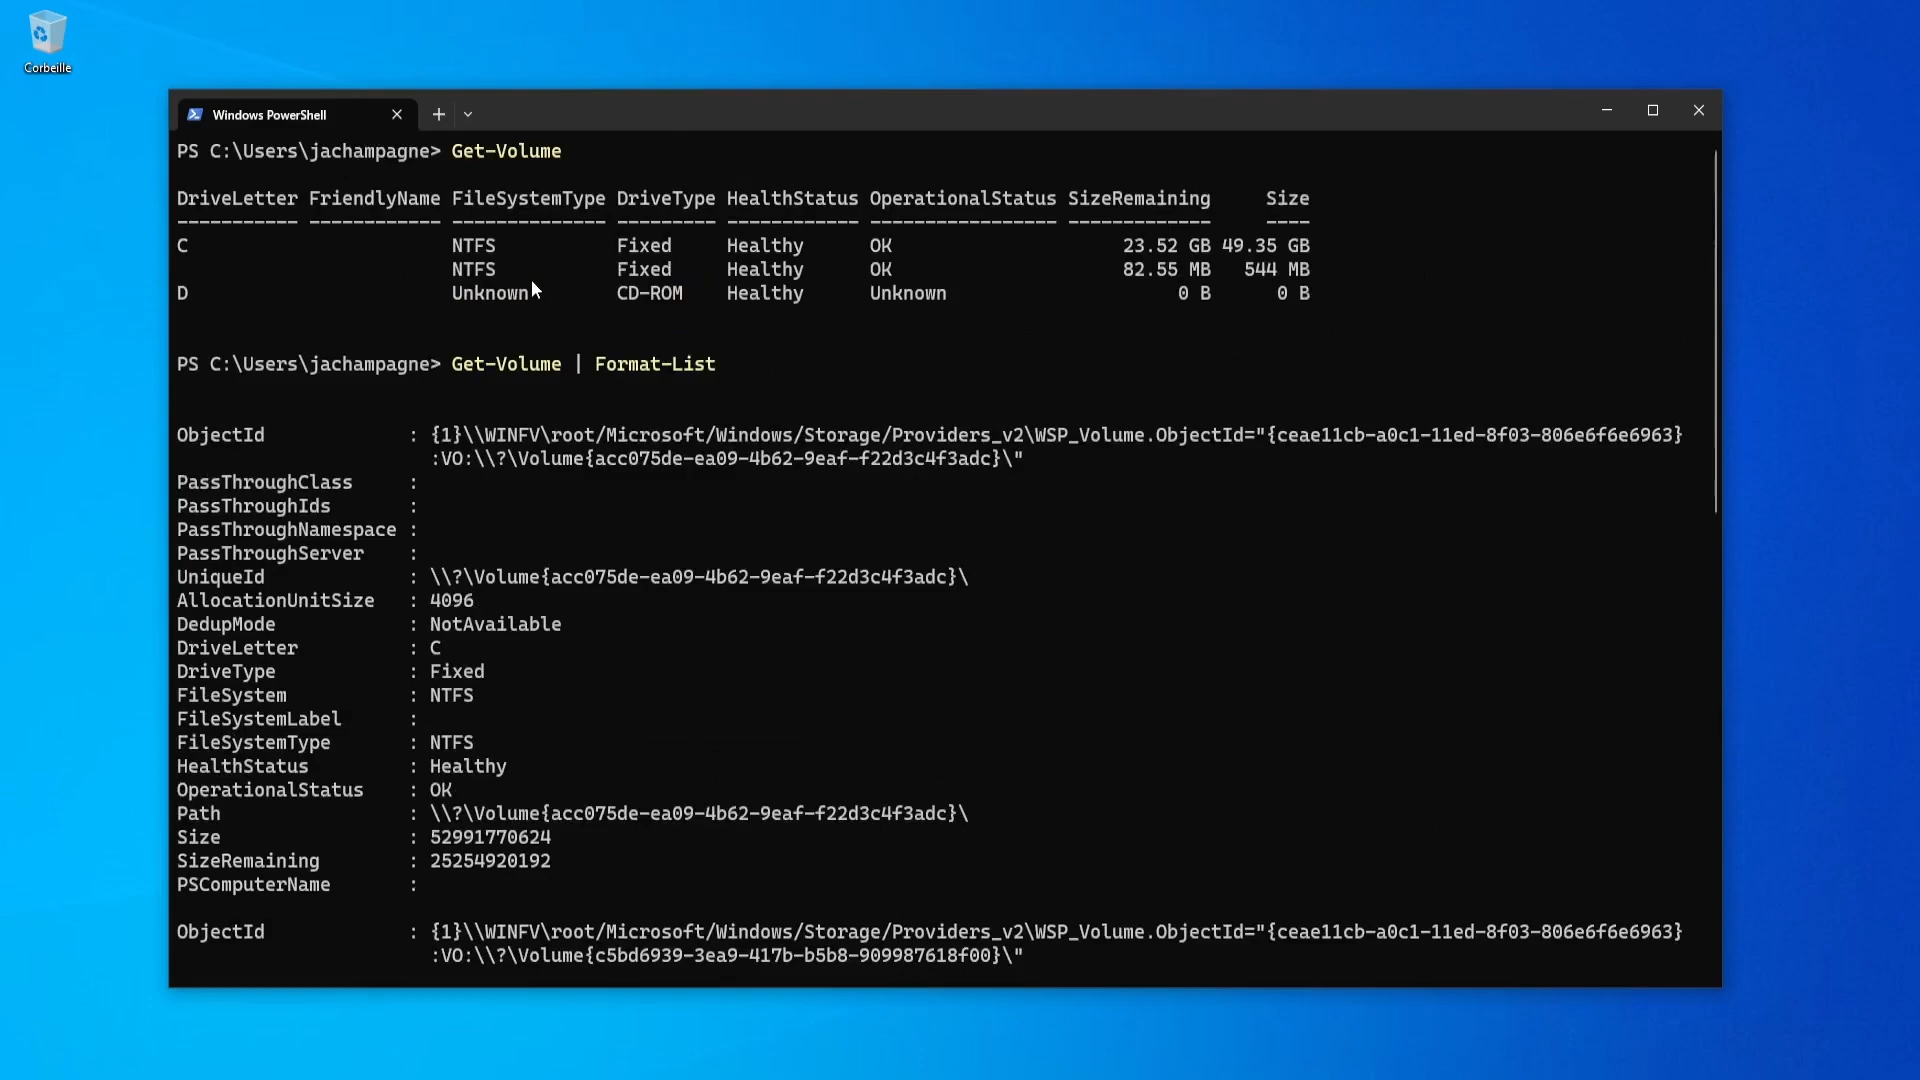 Corbeille
Windows PowerShell
PS C:\Users\jachampagne> Get-Volume
DriveLetter FriendlyName FileSystemType DriveType HealthStatus OperationalStatus SizeRemaining     Size
----------- ------------ -------------- --------- ------------ ----------------- -------------     ----
C                        NTFS           Fixed     Healthy      OK                     23.52 GB 49.35 GB
                         NTFS           Fixed     Healthy      OK                     82.55 MB   544 MB
D                        Unknown        CD-ROM    Healthy      Unknown                     0 B      0 B
PS C:\Users\jachampagne> Get-Volume | Format-List
ObjectId             : {1}\\WINFV\root/Microsoft/Windows/Storage/Providers_v2\WSP_Volume.ObjectId="{ceae11cb-a0c1-11ed-8f03-806e6f6e6963}
                       :VO:\\?\Volume{acc075de-ea09-4b62-9eaf-f22d3c4f3adc}\"
PassThroughClass     :
PassThroughIds       :
PassThroughNamespace :
PassThroughServer    :
UniqueId             : \\?\Volume{acc075de-ea09-4b62-9eaf-f22d3c4f3adc}\
AllocationUnitSize   : 4096
DedupMode            : NotAvailable
DriveLetter          : C
DriveType            : Fixed
FileSystem           : NTFS
FileSystemLabel      :
FileSystemType       : NTFS
HealthStatus         : Healthy
OperationalStatus    : OK
Path                 : \\?\Volume{acc075de-ea09-4b62-9eaf-f22d3c4f3adc}\
Size                 : 52991770624
SizeRemaining        : 25254920192
PSComputerName       :
ObjectId             : {1}\\WINFV\root/Microsoft/Windows/Storage/Providers_v2\WSP_Volume.ObjectId="{ceae11cb-a0c1-11ed-8f03-806e6f6e6963}
                       :VO:\\?\Volume{c5bd6939-3ea9-417b-b5b8-909987618f00}\"